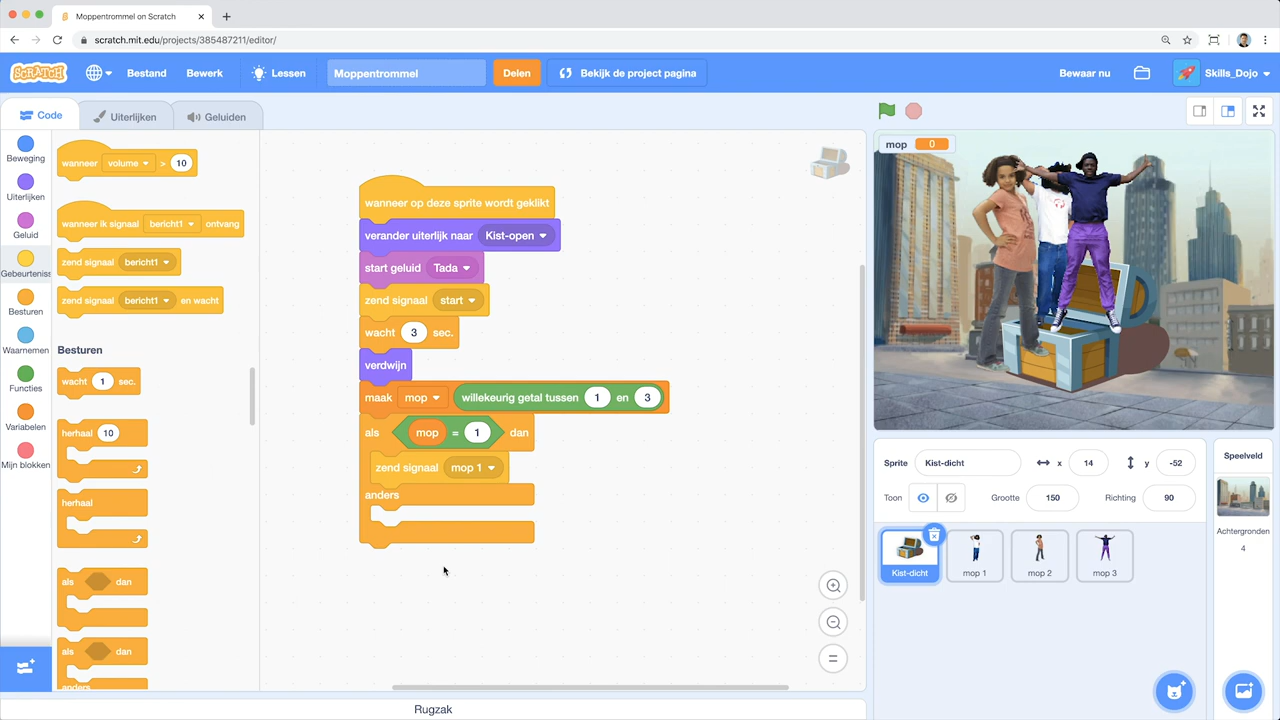 Moppentrommel on Scratch
scratch.mit.edu/projects/385487211/editor/
SCRATCH
Bestand
Bewerk
Lessen
Moppentrommel
Delen
Bekijk de project pagina
Bewaar nu
Skills_Dojo
Code
Uiterlijken
Geluiden
Beweging
Uiterlijken
Geluid
Gebeurteniss
Besturen
Waarnemen
Functies
Variabelen
Mijn blokken
wanneer volume > 10
wanneer ik signaal bericht1 ontvang
zend signaal bericht1
zend signaal bericht1 en wacht
Besturen
wacht 1 sec.
herhaal 10
herhaal
als dan
als dan
anders
wanneer op deze sprite wordt geklikt
verander uiterlijk naar Kist-open
start geluid Tada
zend signaal start
wacht 3 sec.
verdwijn
maak mop willekeurig getal tussen 1 en 3
als mop = 1 dan
zend signaal mop 1
anders
mop 0
Sprite Kist-dicht x 14 y -52
Toon Grootte 150 Richting 90
Kist-dicht
mop 1
mop 2
mop 3
Speelveld
Achtergronden
4
Rugzak